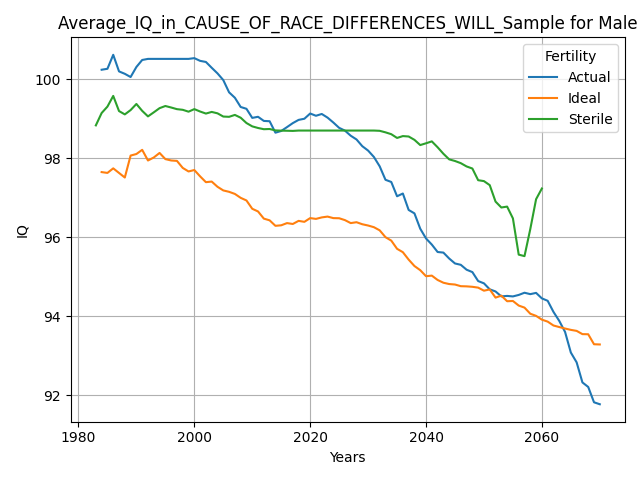 Average_IQ_in_CAUSE_OF_RACE_DIFFERENCES_WILL_Sample for Male
Fertility
Actual
Ideal
Sterile
IQ
100
98
96
94
92
1980
2000
2020
2040
2060
Years